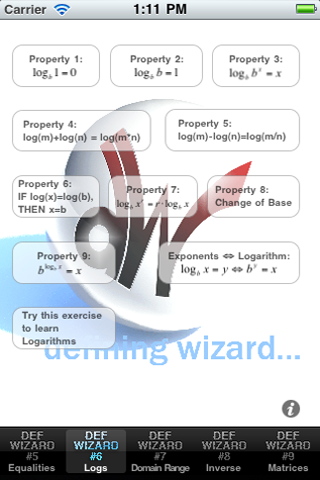 Carrier 1:11 PM
Property 1: Property 2: Property 3:
log_b 1 = 0 log_b b = 1 log_b b^x = x
Property 4: Property 5:
log(m)+log(n) = log(m*n) log(m)-log(n)=log(m/n)
Property 6: Property 7: Property 8:
IF log(x)=log(b), log_b x^r = r · log_b x Change of Base
THEN x=b
Property 9: Exponents ⇔ Logarithm:
b^(log_b x) = x log_b x = y ⇔ b^y = x
Try this exercise
to learn
Logarithms
defining wizard...
DEF DEF DEF DEF DEF
WIZARD WIZARD WIZARD WIZARD WIZARD
#5 #6 #7 #8 #9
Equalities Logs Domain Range Inverse Matrices